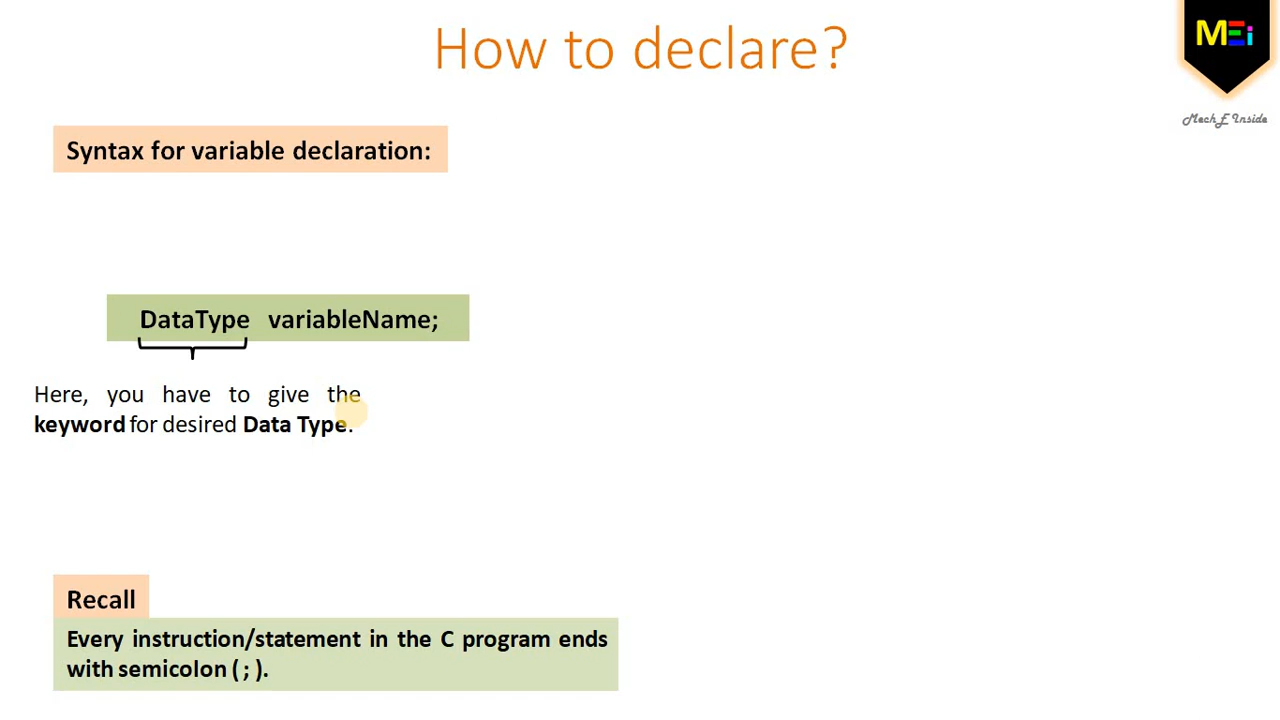 How to declare?
MEi
MechE Inside
Syntax for variable declaration:
DataType variableName;
Here, you have to give the
keyword for desired Data Type.
Recall
Every instruction/statement in the C program ends
with semicolon ( ; ).